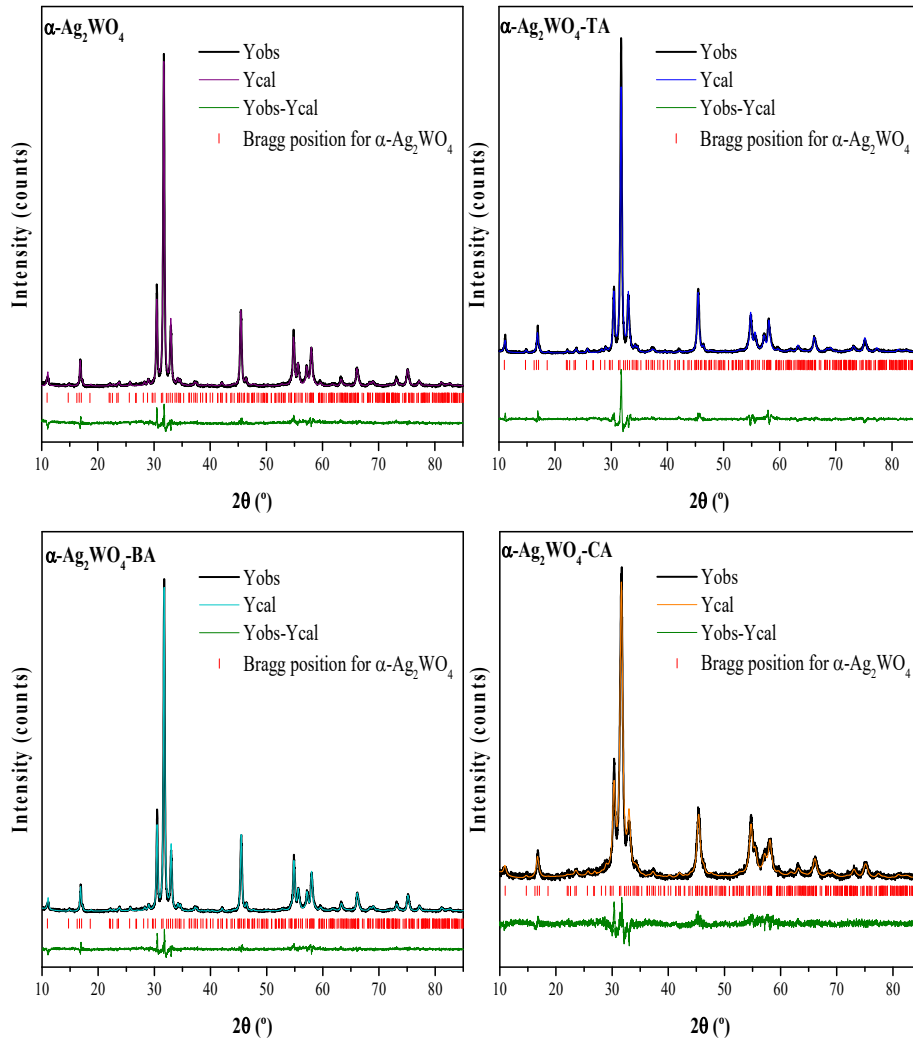 α-Ag₂WO₄
Yobs
Ycal
Yobs-Ycal
Bragg position for α-Ag₂WO₄
Intensity (counts)
10 20 30 40 50 60 70 80
2θ (º)
α-Ag₂WO₄-TA
Yobs
Ycal
Yobs-Ycal
Bragg position for α-Ag₂WO₄
Intensity (counts)
10 20 30 40 50 60 70 80
2θ (º)
α-Ag₂WO₄-BA
Yobs
Ycal
Yobs-Ycal
Bragg position for α-Ag₂WO₄
Intensity (counts)
10 20 30 40 50 60 70 80
2θ (º)
α-Ag₂WO₄-CA
Yobs
Ycal
Yobs-Ycal
Bragg position for α-Ag₂WO₄
Intensity (counts)
10 20 30 40 50 60 70 80
2θ (º)